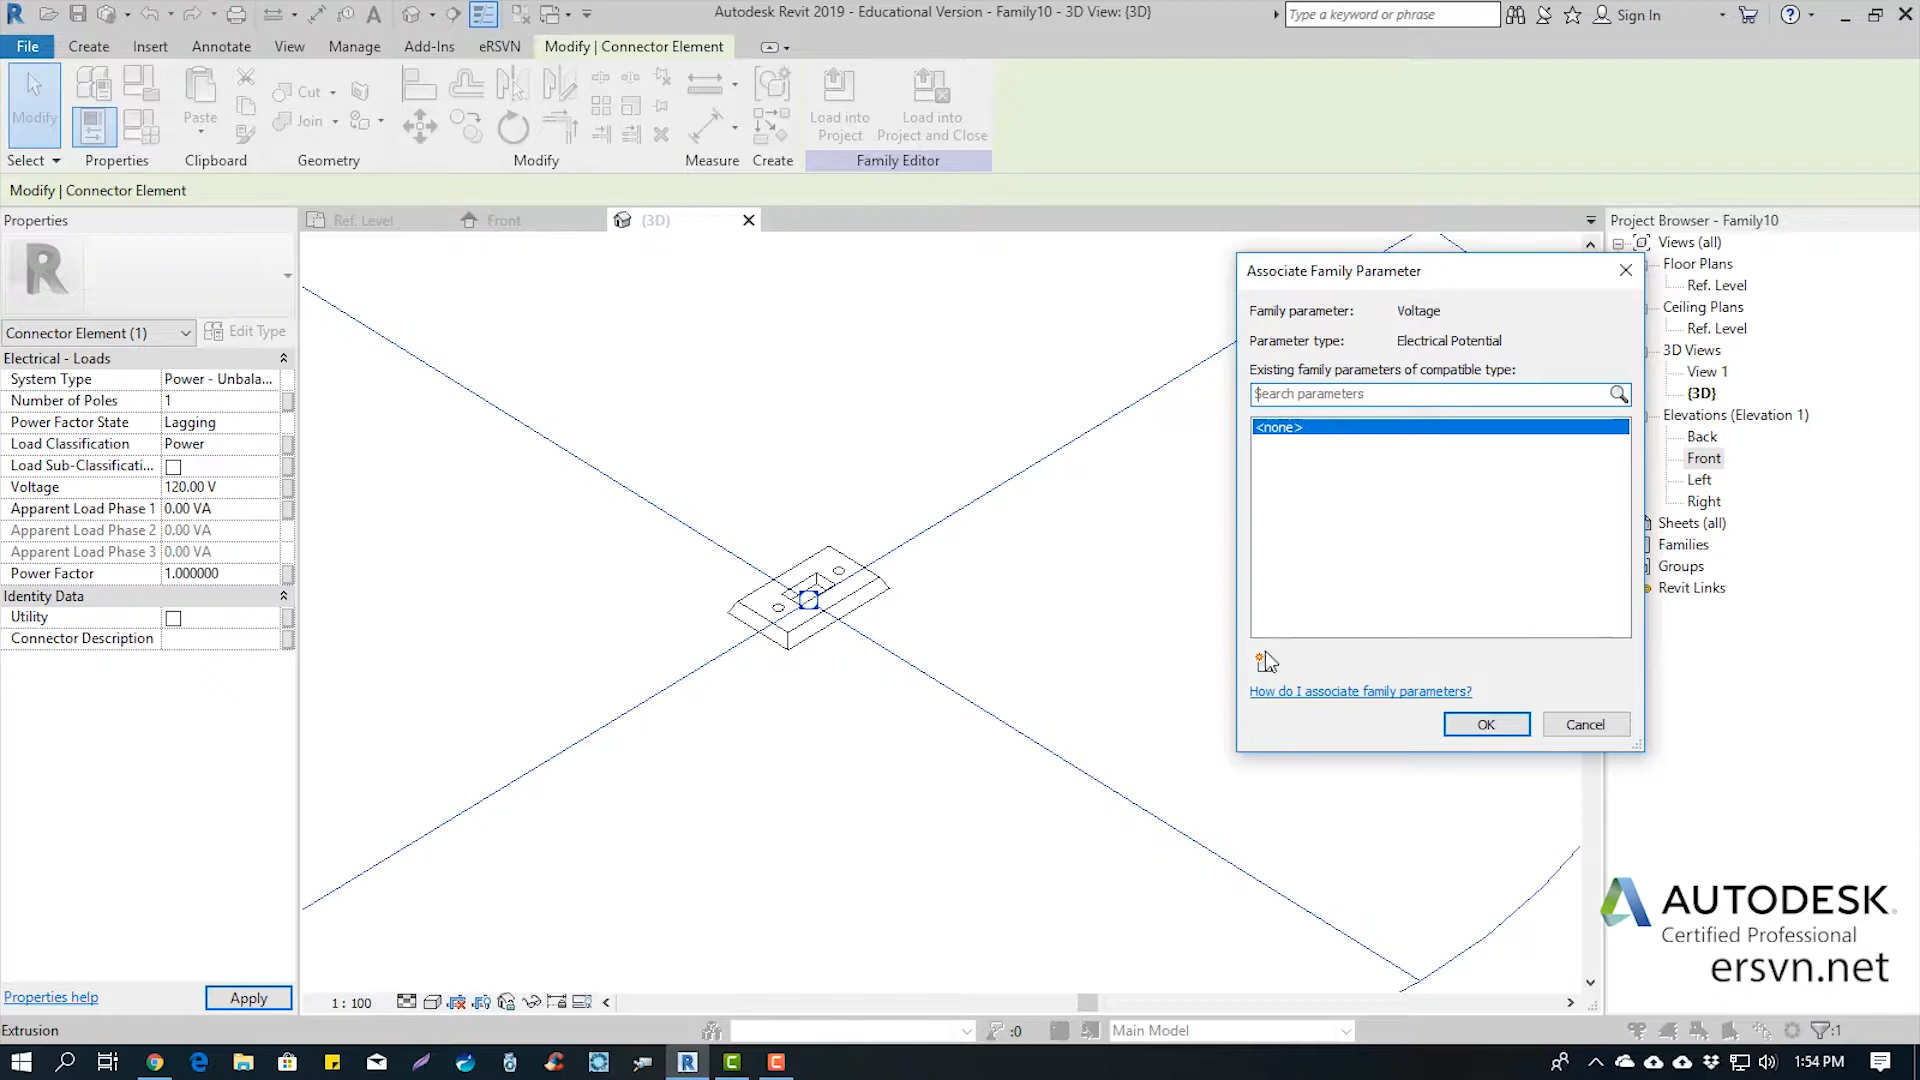 Autodesk Revit 2019 - Educational Version - Family10 - 3D View: {3D}
Type a keyword or phrase
Sign In
File Create Insert Annotate View Manage Add-Ins eRSVN Modify | Connector Element
Modify
Paste
Cut
Join
Load into Project
Load into Project and Close
Select Properties Clipboard Geometry Modify Measure Create Family Editor
Modify | Connector Element
Properties
Ref. Level
Front
{3D}
Project Browser - Family10
R
Connector Element (1)
Edit Type
Electrical - Loads
System Type Power - Unbala...
Number of Poles 1
Power Factor State Lagging
Load Classification Power
Load Sub-Classificati...
Voltage 120.00 V
Apparent Load Phase 1 0.00 VA
Apparent Load Phase 2 0.00 VA
Apparent Load Phase 3 0.00 VA
Power Factor 1.000000
Identity Data
Utility
Connector Description
Properties help
Apply
Associate Family Parameter
Family parameter: Voltage
Parameter type: Electrical Potential
Existing family parameters of compatible type:
Search parameters
<none>
How do I associate family parameters?
OK
Cancel
Views (all)
Floor Plans
Ref. Level
Ceiling Plans
Ref. Level
3D Views
View 1
{3D}
Elevations (Elevation 1)
Back
Front
Left
Right
Sheets (all)
Families
Groups
Revit Links
AUTODESK.
Certified Professional
ersvn.net
1 : 100
Extrusion
:0
Main Model
:1
1:54 PM